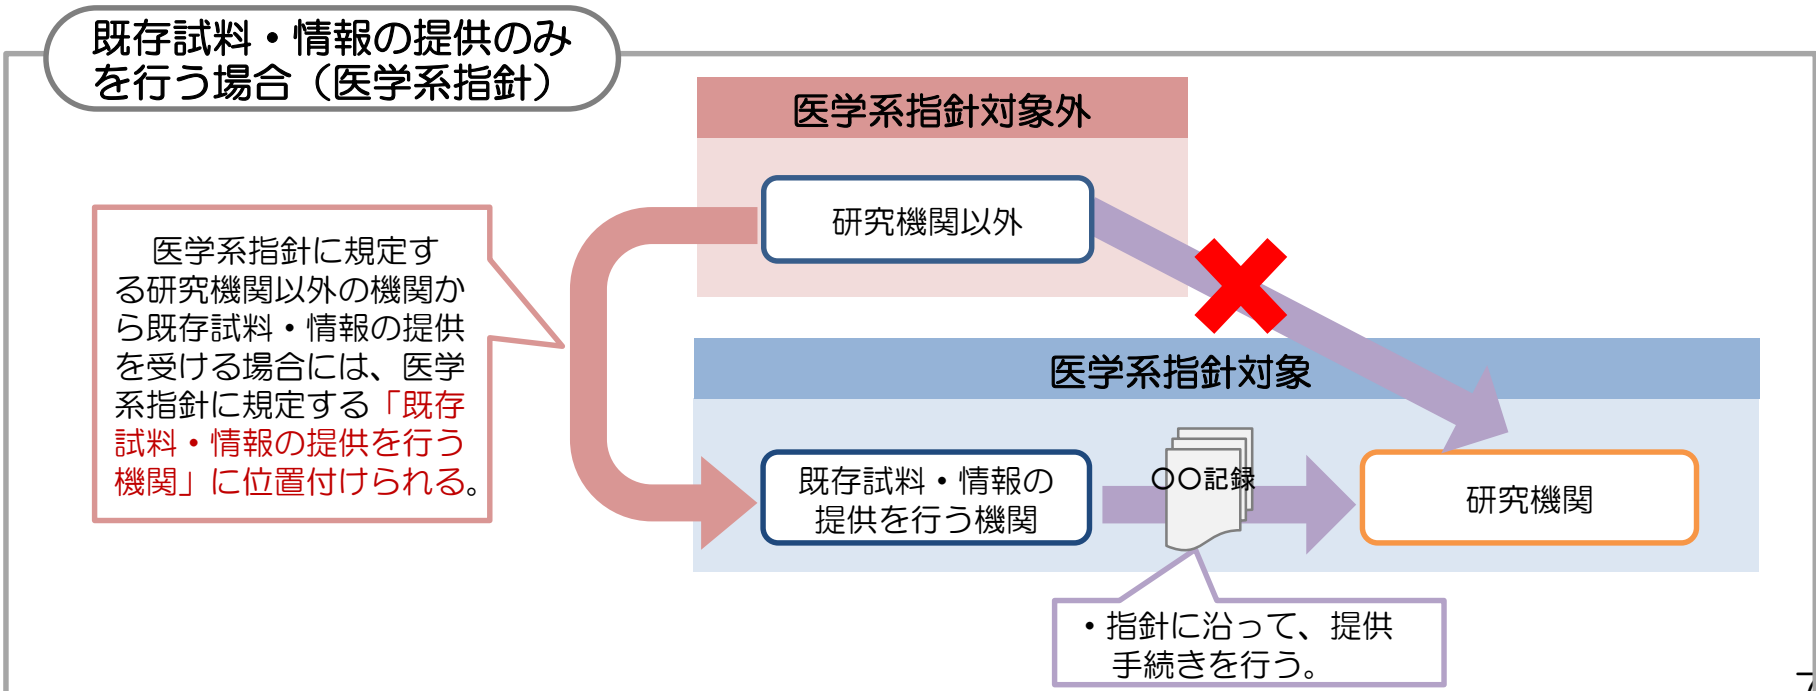 既存試料・情報の提供のみ
を行う場合（医学系指針）
医学系指針対象外
研究機関以外
医学系指針に規定す
る研究機関以外の機関か
ら既存試料・情報の提供
を受ける場合には、医学
系指針に規定する「既存
試料・情報の提供を行う
機関」に位置付けられる。
医学系指針対象
既存試料・情報の
提供を行う機関
〇〇記録
研究機関
・指針に沿って、提供
手続きを行う。